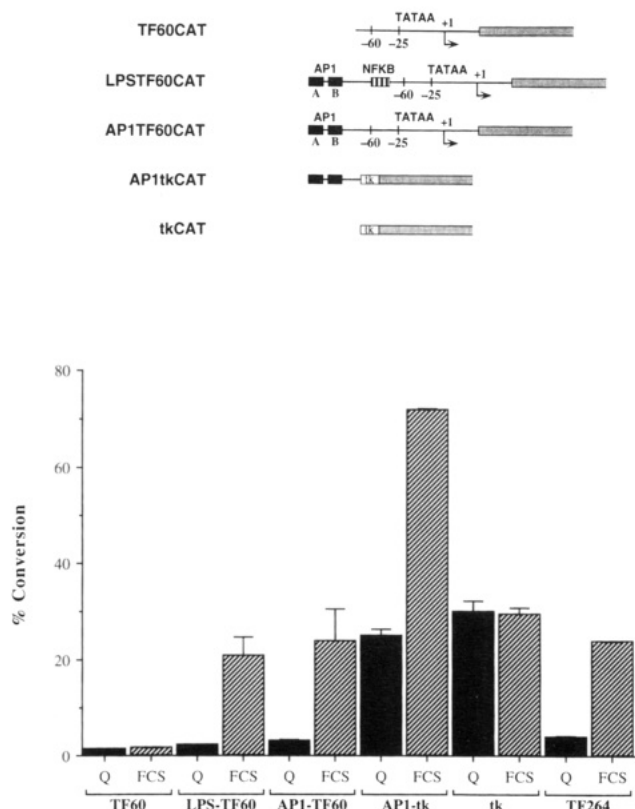 TF60CAT
TATAA
+1
–60 –25
LPSTF60CAT
AP1 NFKB TATAA
+1
A B –60 –25
AP1TF60CAT
AP1 TATAA
+1
A B –60 –25
AP1tkCAT
tk
tkCAT
tk
% Conversion
80
60
40
20
0
Q FCS Q FCS Q FCS Q FCS Q FCS Q FCS
TF60 LPS-TF60 AP1-TF60 AP1-tk tk TF264